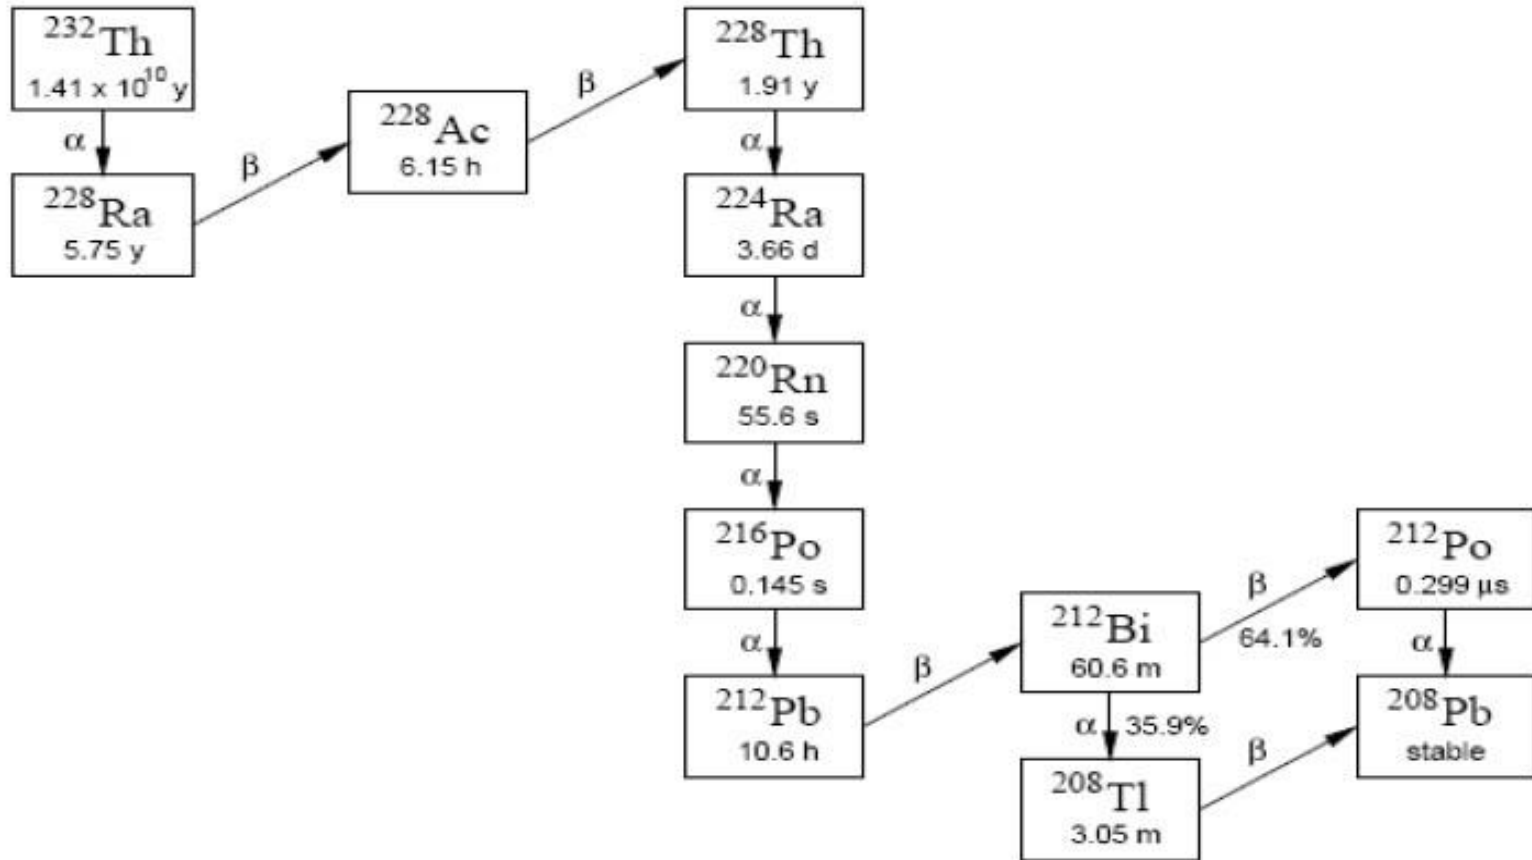 ²³²Th
1.41 x 10¹⁰ y
α
²²⁸Ra
5.75 y
β
²²⁸Ac
6.15 h
β
²²⁸Th
1.91 y
α
²²⁴Ra
3.66 d
α
²²⁰Rn
55.6 s
α
²¹⁶Po
0.145 s
α
²¹²Pb
10.6 h
β
²¹²Bi
60.6 m
β
64.1%
²¹²Po
0.299 µs
α
²⁰⁸Pb
stable
α 35.9%
²⁰⁸Tl
3.05 m
β